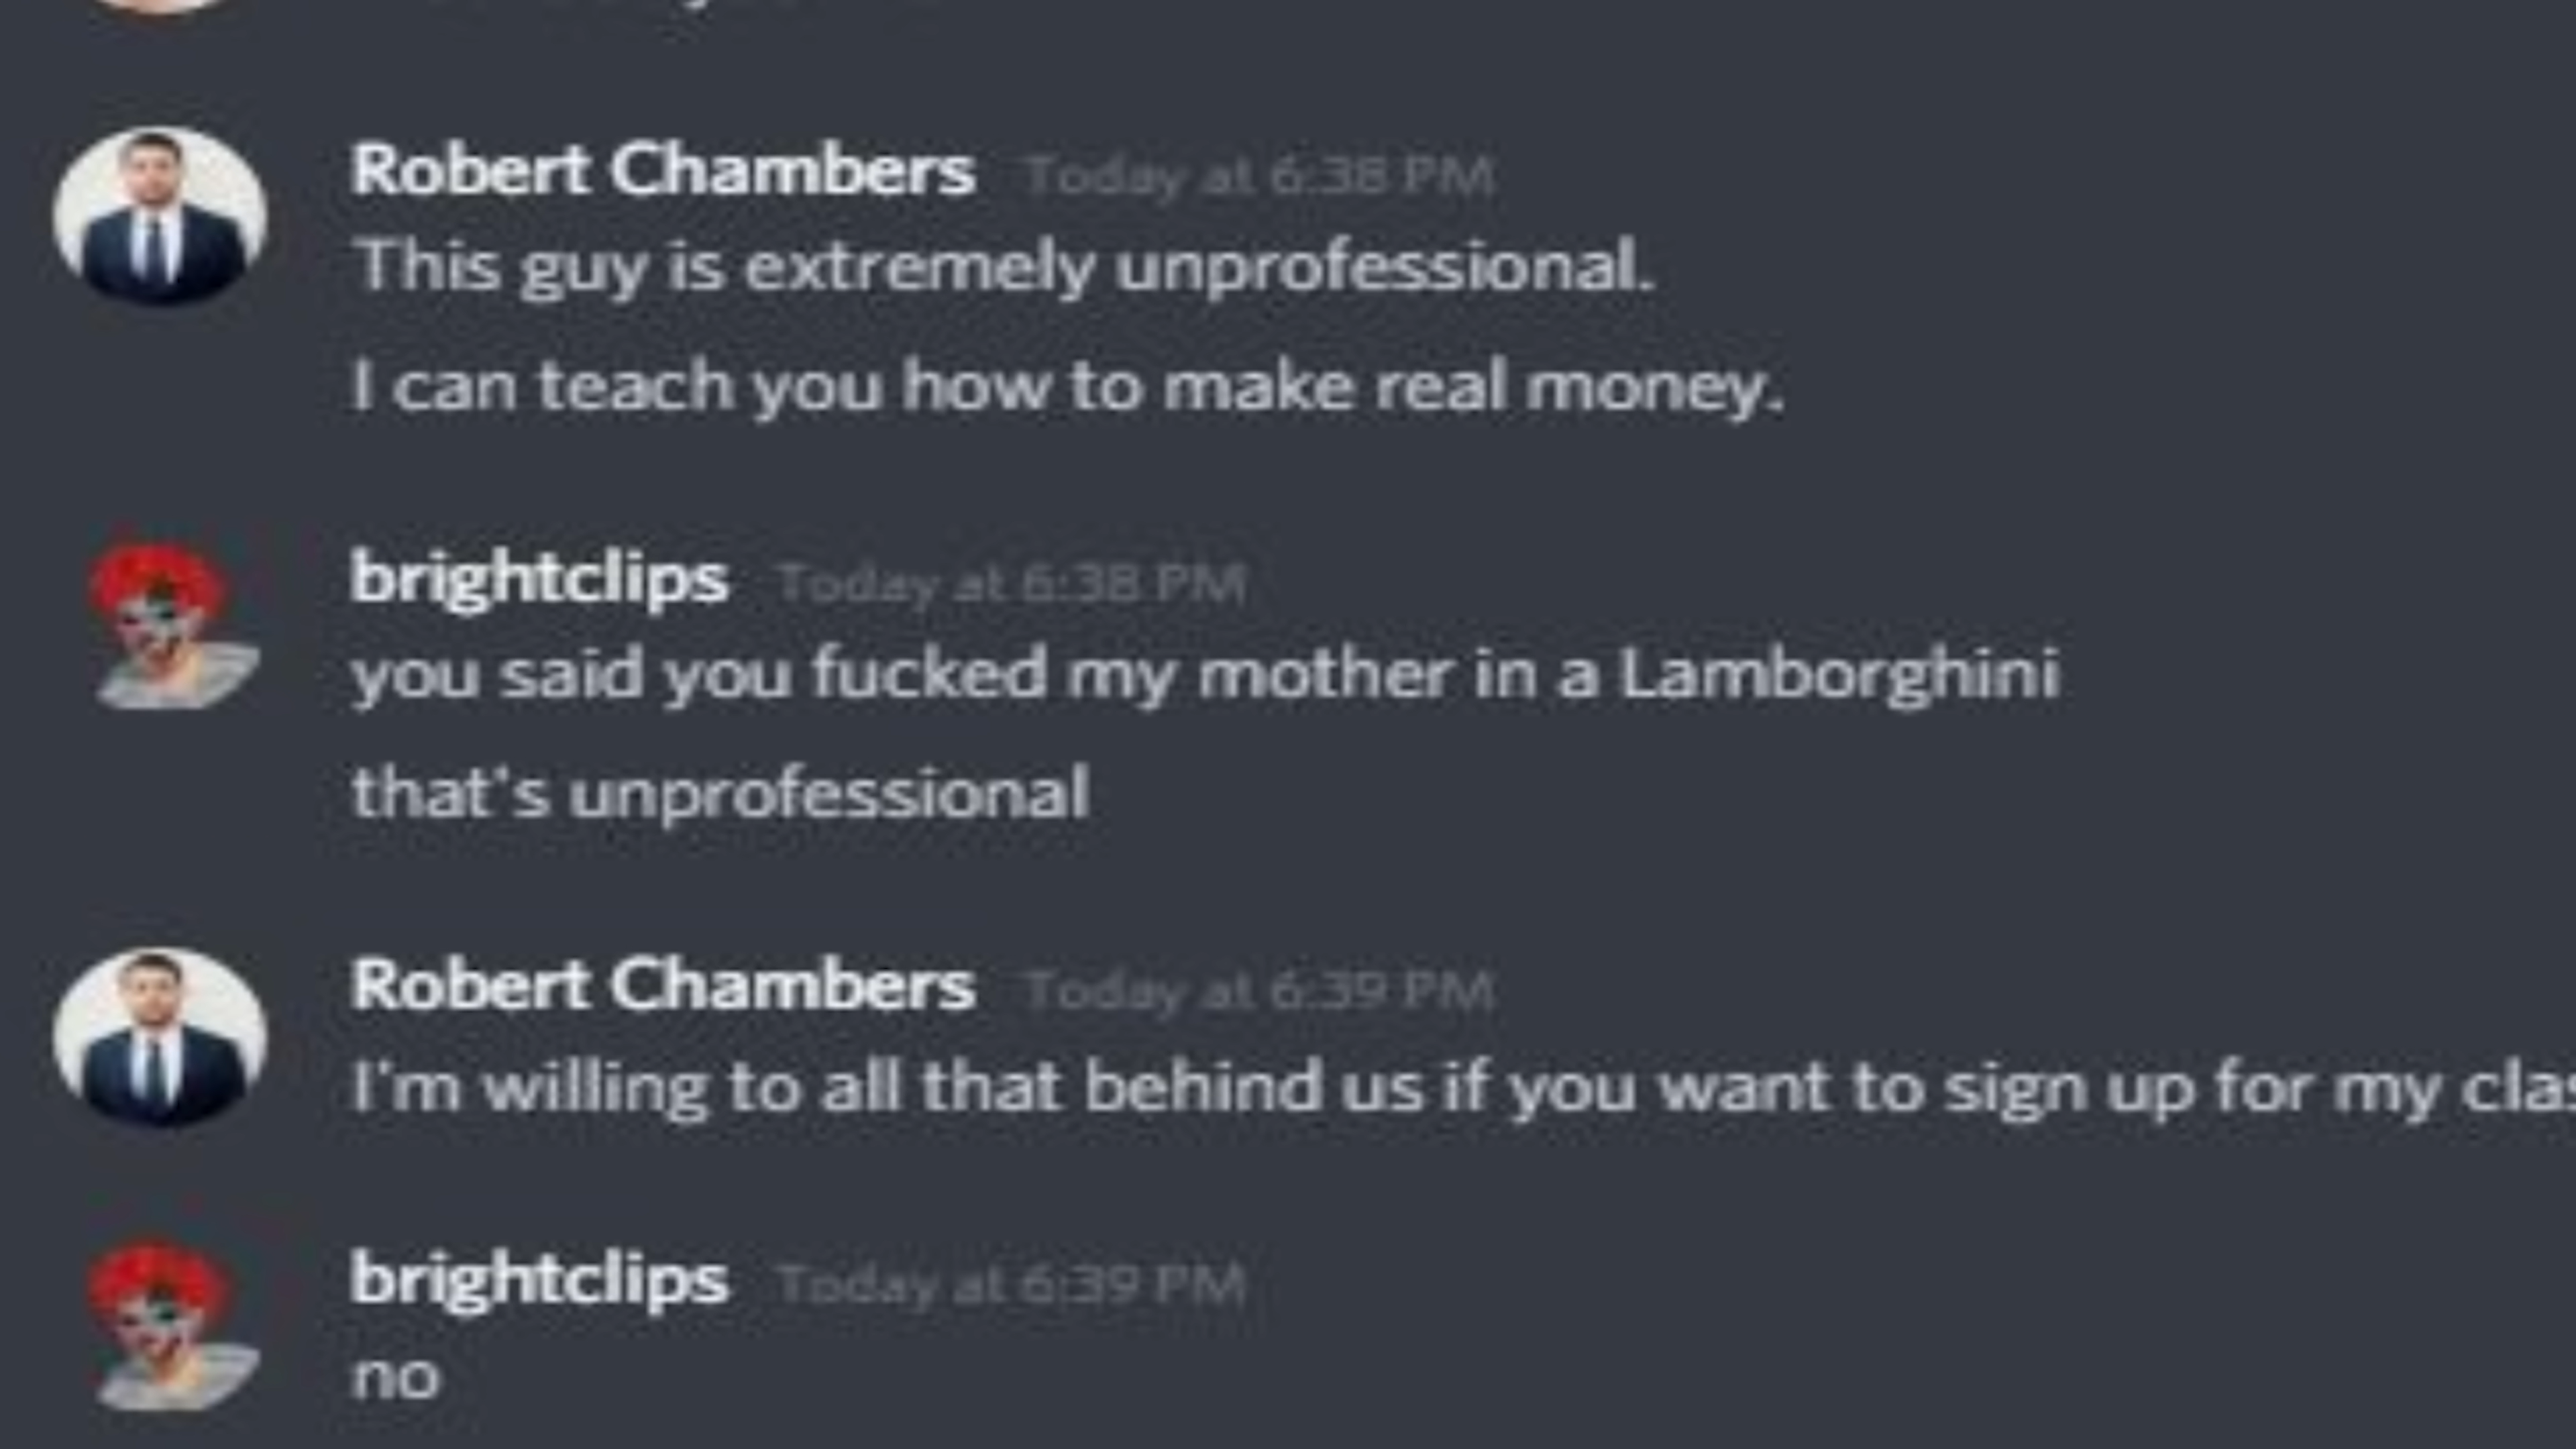 Robert Chambers Today at 6:38 PM
This guy is extremely unprofessional.
I can teach you how to make real money.
brightclips Today at 6:38 PM
you said you fucked my mother in a Lamborghini
that's unprofessional
Robert Chambers Today at 6:39 PM
I'm willing to all that behind us if you want to sign up for my
brightclips Today at 6:39 PM
no